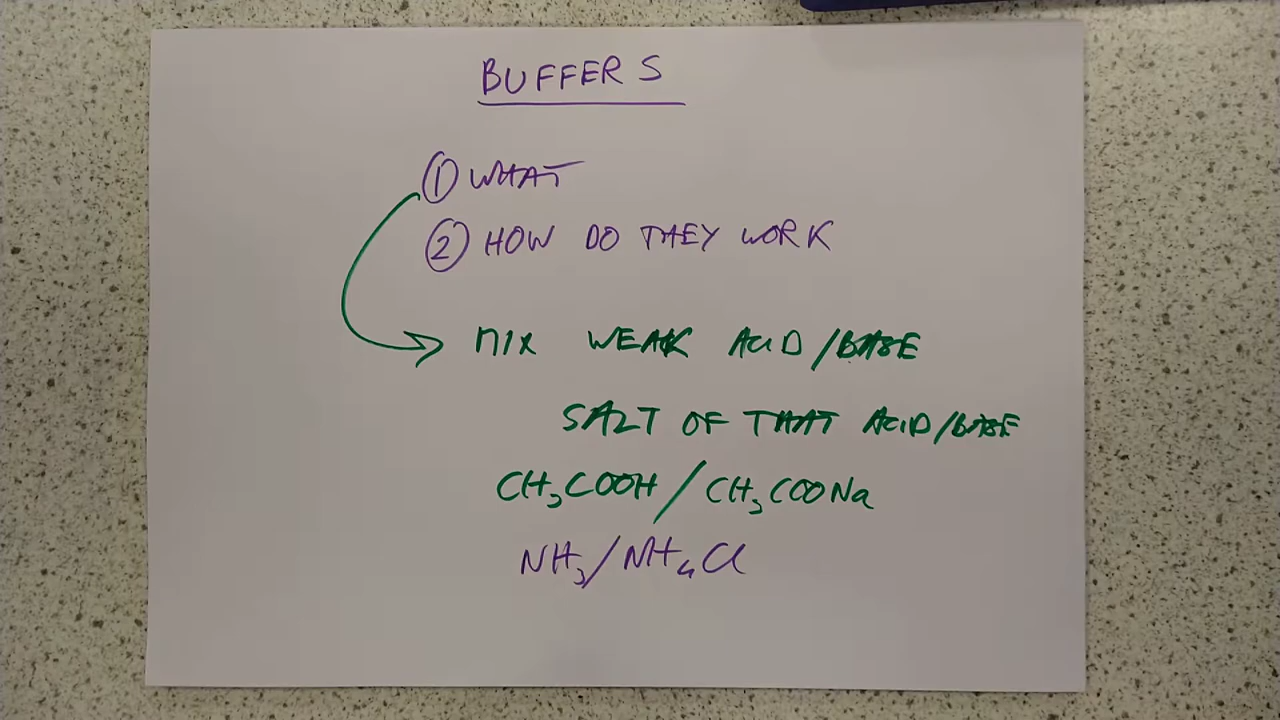 BUFFERS
① WHAT
② HOW DO THEY WORK
MIX WEAK ACID/BASE
SALT OF THAT ACID/BASE
CH₃COOH/CH₃COONa
NH₃/NH₄Cl